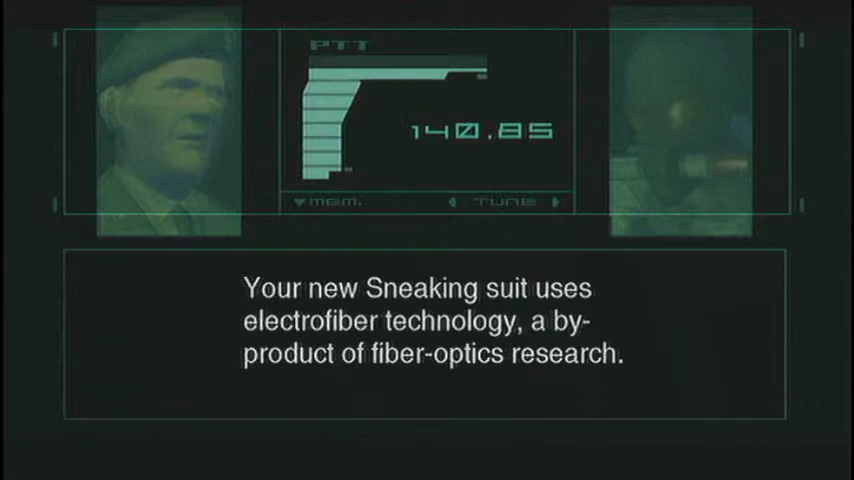 PTT
140.85
MEM.
TUNE
Your new Sneaking suit uses
electrofiber technology, a by-
product of fiber-optics research.